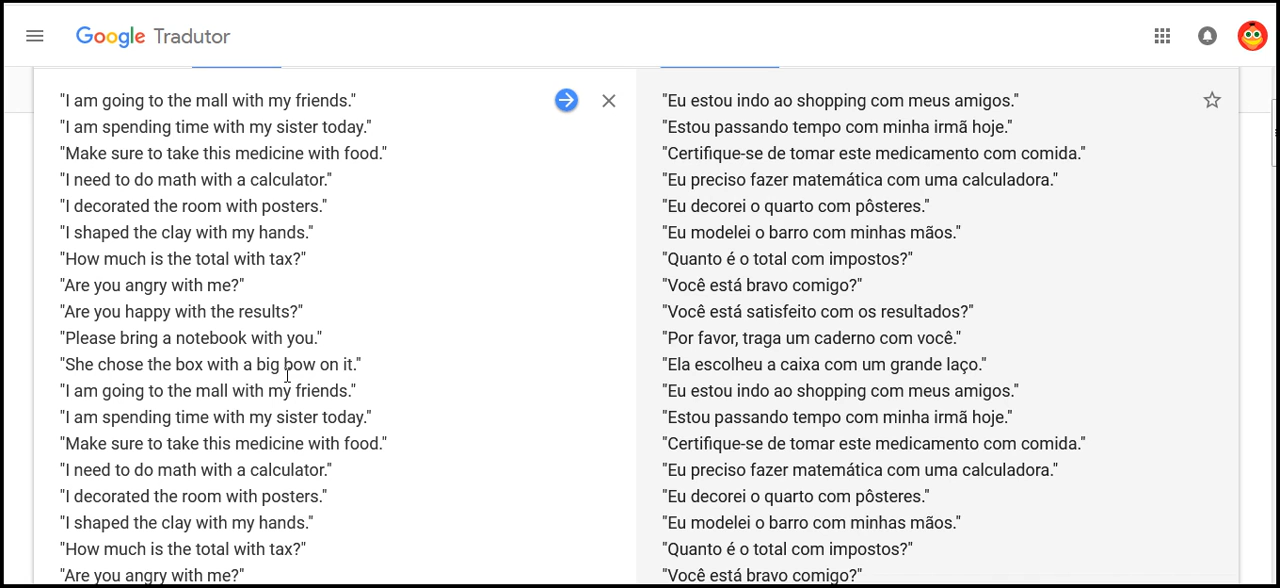 Google Tradutor
"I am going to the mall with my friends."
"I am spending time with my sister today."
"Make sure to take this medicine with food."
"I need to do math with a calculator."
"I decorated the room with posters."
"I shaped the clay with my hands."
"How much is the total with tax?"
"Are you angry with me?"
"Are you happy with the results?"
"Please bring a notebook with you."
"She chose the box with a big bow on it."
"I am going to the mall with my friends."
"I am spending time with my sister today."
"Make sure to take this medicine with food."
"I need to do math with a calculator."
"I decorated the room with posters."
"I shaped the clay with my hands."
"How much is the total with tax?"
"Are you angry with me?"
"Eu estou indo ao shopping com meus amigos."
"Estou passando tempo com minha irmã hoje."
"Certifique-se de tomar este medicamento com comida."
"Eu preciso fazer matemática com uma calculadora."
"Eu decorei o quarto com pôsteres."
"Eu modelei o barro com minhas mãos."
"Quanto é o total com impostos?"
"Você está bravo comigo?"
"Você está satisfeito com os resultados?"
"Por favor, traga um caderno com você."
"Ela escolheu a caixa com um grande laço."
"Eu estou indo ao shopping com meus amigos."
"Estou passando tempo com minha irmã hoje."
"Certifique-se de tomar este medicamento com comida."
"Eu preciso fazer matemática com uma calculadora."
"Eu decorei o quarto com pôsteres."
"Eu modelei o barro com minhas mãos."
"Quanto é o total com impostos?"
"Você está bravo comigo?"